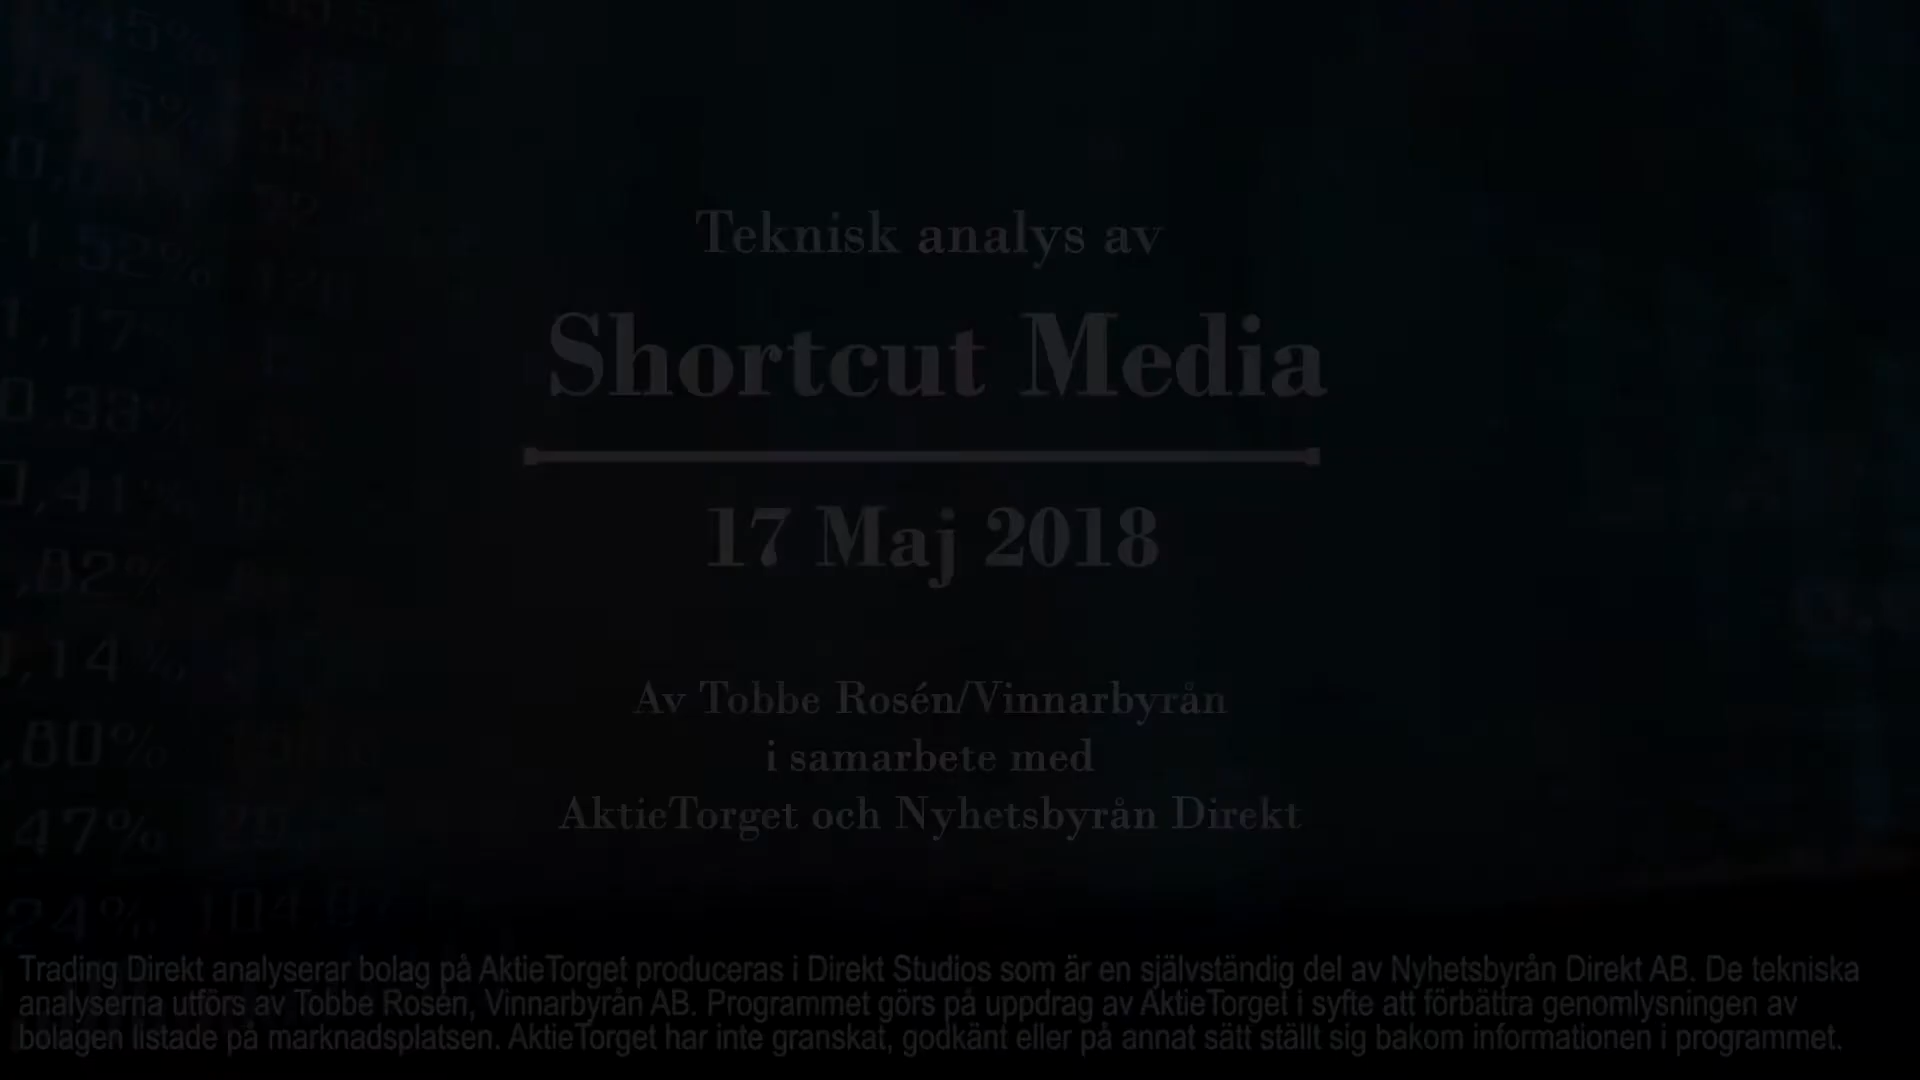 Teknisk analys av
Shortcut Media
17 Maj 2018
Av Tobbe Rosén/Vinnarbyrån
i samarbete med
AktieTorget och Nyhetsbyrån Direkt
Trading Direkt analyserar bolag på AktieTorget produceras i Direkt Studios som är en självständig del av Nyhetsbyrån Direkt AB. De tekniska
analyserna utförs av Tobbe Rosén, Vinnarbyrån AB. Programmet görs på uppdrag av AktieTorget i syfte att förbättra genomlysningen av
bolagen listade på marknadsplatsen. AktieTorget har inte granskat, godkänt eller på annat sätt ställt sig bakom informationen i programmet.